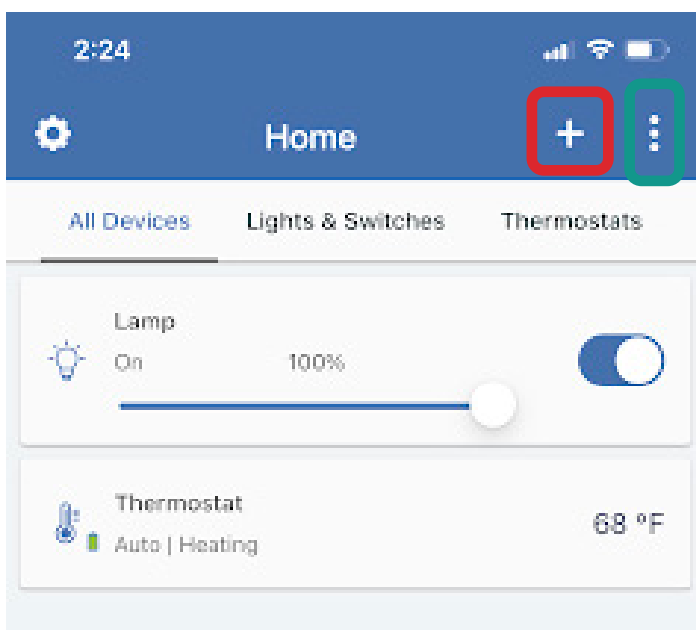 2:24
Home
All Devices Lights & Switches Thermostats
Lamp
On 100%
Thermostat
68 °F
Auto | Heating